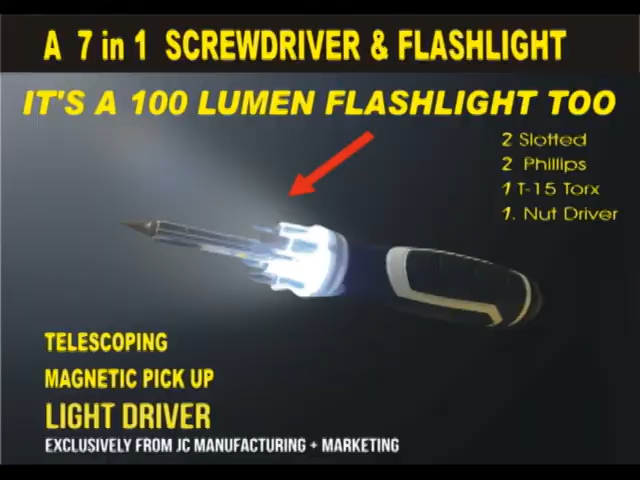 A 7 in 1 SCREWDRIVER & FLASHLIGHT
IT'S A 100 LUMEN FLASHLIGHT TOO
2 Slotted
2 Phillips
1 T-15 Torx
1. Nut Driver
TELESCOPING
MAGNETIC PICK UP
LIGHT DRIVER
EXCLUSIVELY FROM JC MANUFACTURING + MARKETING